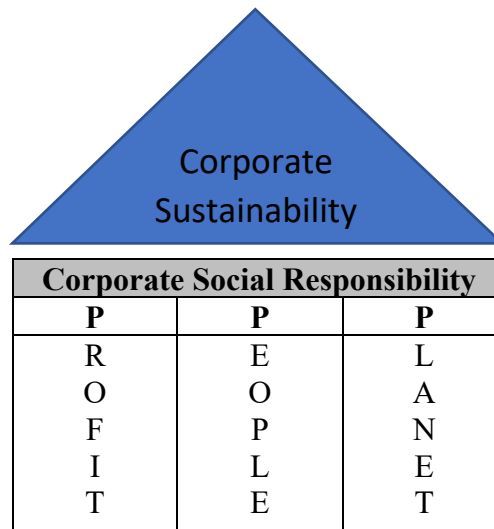 Corporate
Sustainability
Corporate Social Responsibility
P P P
R E L
O O A
F P N
I L E
T E T